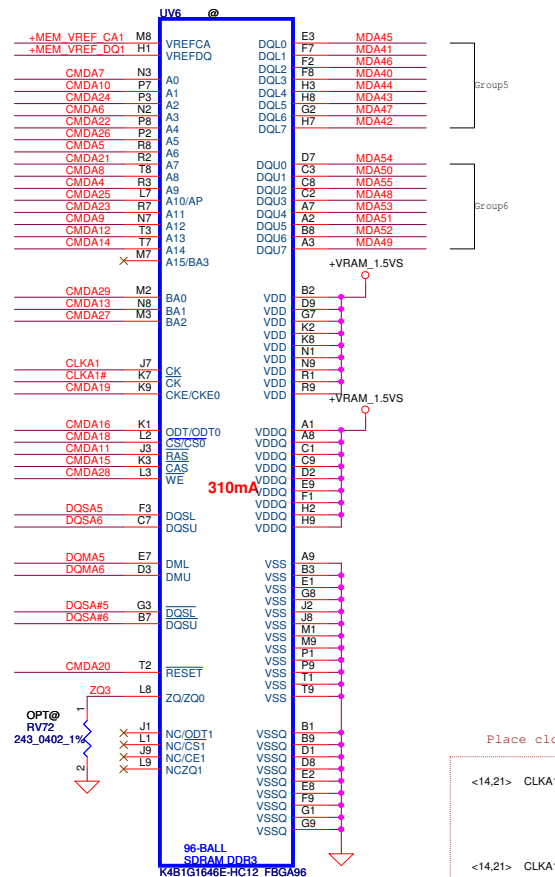 UV6 @
+MEM_VREF_CA1 M8 VREFCA
+MEM_VREF_DQ1 H1 VREFDQ
CMDA7 N3 A0
CMDA10 P7 A1
CMDA24 P3 A2
CMDA6 N2 A3
CMDA22 P8 A4
CMDA26 P2 A5
CMDA5 R8 A6
CMDA21 R2 A7
CMDA8 T8 A8
CMDA4 R3 A9
CMDA25 L7 A10/AP
CMDA23 R7 A11
CMDA9 N7 A12
CMDA12 T3 A13
CMDA14 T7 A14
M7 A15/BA3
CMDA29 M2 BA0
CMDA13 N8 BA1
CMDA27 M3 BA2
CLKA1 J7 CK
CLKA1# K7 CK
CMDA19 K9 CKE/CKE0
CMDA16 K1 ODT/ODT0
CMDA18 L2 CS/CS0
CMDA11 J3 RAS
CMDA15 K3 CAS
CMDA28 L3 WE
DQSA5 F3 DQSL
DQSA6 C7 DQSU
DQMA5 E7 DML
DQMA6 D3 DMU
DQSA#5 G3 DQSL
DQSA#6 B7 DQSU
CMDA20 T2 RESET
ZQ3 L8 ZQ/ZQ0
1
OPT@
RV72
243_0402_1%
2
J1 NC/ODT1
L1 NC/CS1
J9 NC/CE1
L9 NCZQ1
DQL0 E3 MDA45
DQL1 F7 MDA41
DQL2 F2 MDA46
DQL3 F8 MDA40
DQL4 H3 MDA44
DQL5 H8 MDA43
DQL6 G2 MDA47
DQL7 H7 MDA42
Group5
DQU0 D7 MDA54
DQU1 C3 MDA50
DQU2 C8 MDA55
DQU3 C2 MDA48
DQU4 A7 MDA53
DQU5 A2 MDA51
DQU6 B8 MDA52
DQU7 A3 MDA49
Group6
+VRAM_1.5VS
VDD B2
VDD D9
VDD G7
VDD K2
VDD K8
VDD N1
VDD N9
VDD R1
VDD R9
+VRAM_1.5VS
VDDQ A1
VDDQ A8
VDDQ C1
VDDQ C9
VDDQ D2
310mA
VDDQ E9
VDDQ F1
VDDQ H2
VDDQ H9
VSS A9
VSS B3
VSS E1
VSS G8
VSS J2
VSS J8
VSS M1
VSS M9
VSS P1
VSS P9
VSS T1
VSS T9
VSSQ B1
VSSQ B9
VSSQ D1
VSSQ D8
VSSQ E2
VSSQ E8
VSSQ F9
VSSQ G1
VSSQ G9
96-BALL
SDRAM DDR3
K4B1G1646E-HC12_FBGA96
Place clo
<14,21> CLKA1
<14,21> CLKA1